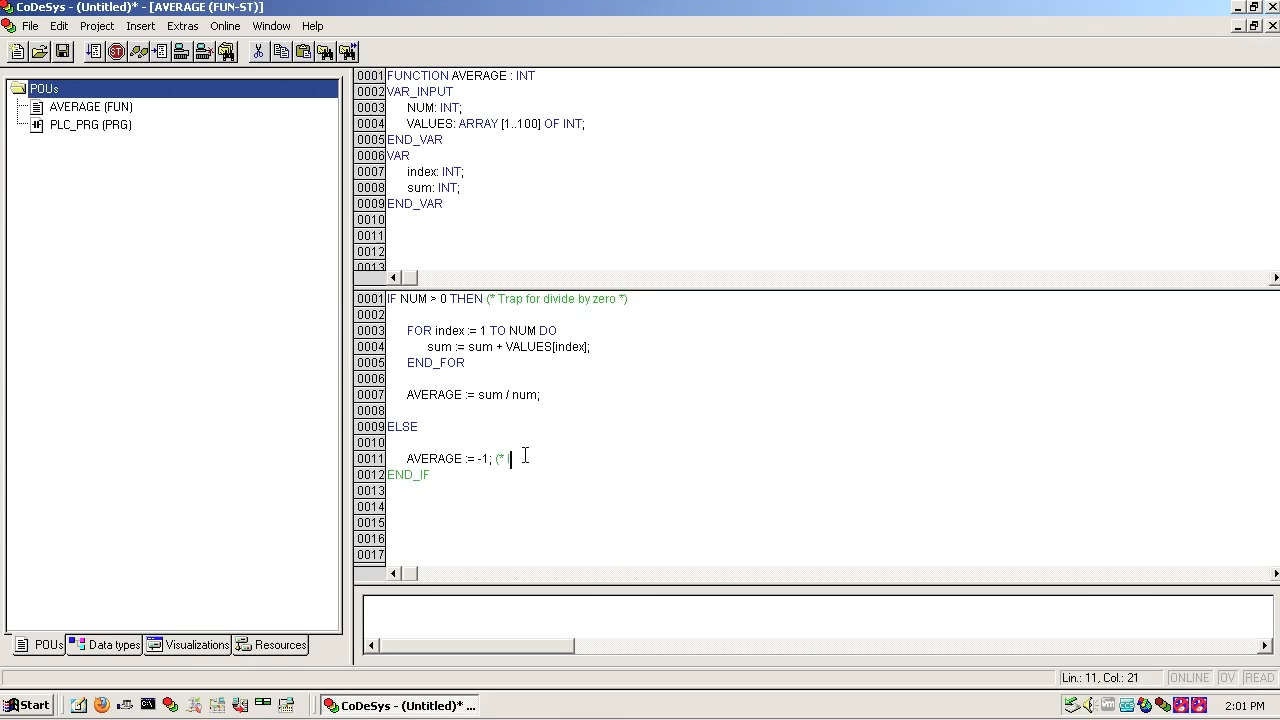 CoDeSys - (Untitled)* - [AVERAGE (FUN-ST)]
File Edit Project Insert Extras Online Window Help
POUs
AVERAGE (FUN)
PLC_PRG (PRG)
0001 FUNCTION AVERAGE : INT
0002 VAR_INPUT
0003 NUM: INT;
0004 VALUES: ARRAY [1..100] OF INT;
0005 END_VAR
0006 VAR
0007 index: INT;
0008 sum: INT;
0009 END_VAR
0010
0011
0012
0013
0001 IF NUM > 0 THEN (* Trap for divide by zero *)
0002
0003 FOR index := 1 TO NUM DO
0004 sum := sum + VALUES[index];
0005 END_FOR
0006
0007 AVERAGE := sum / num;
0008
0009 ELSE
0010
0011 AVERAGE := -1; (* I
0012 END_IF
0013
0014
0015
0016
0017
POUs Data types Visualizations Resources
Lin.: 11, Col.: 21 ONLINE OV READ
Start CoDeSys - (Untitled)* ... 2:01 PM